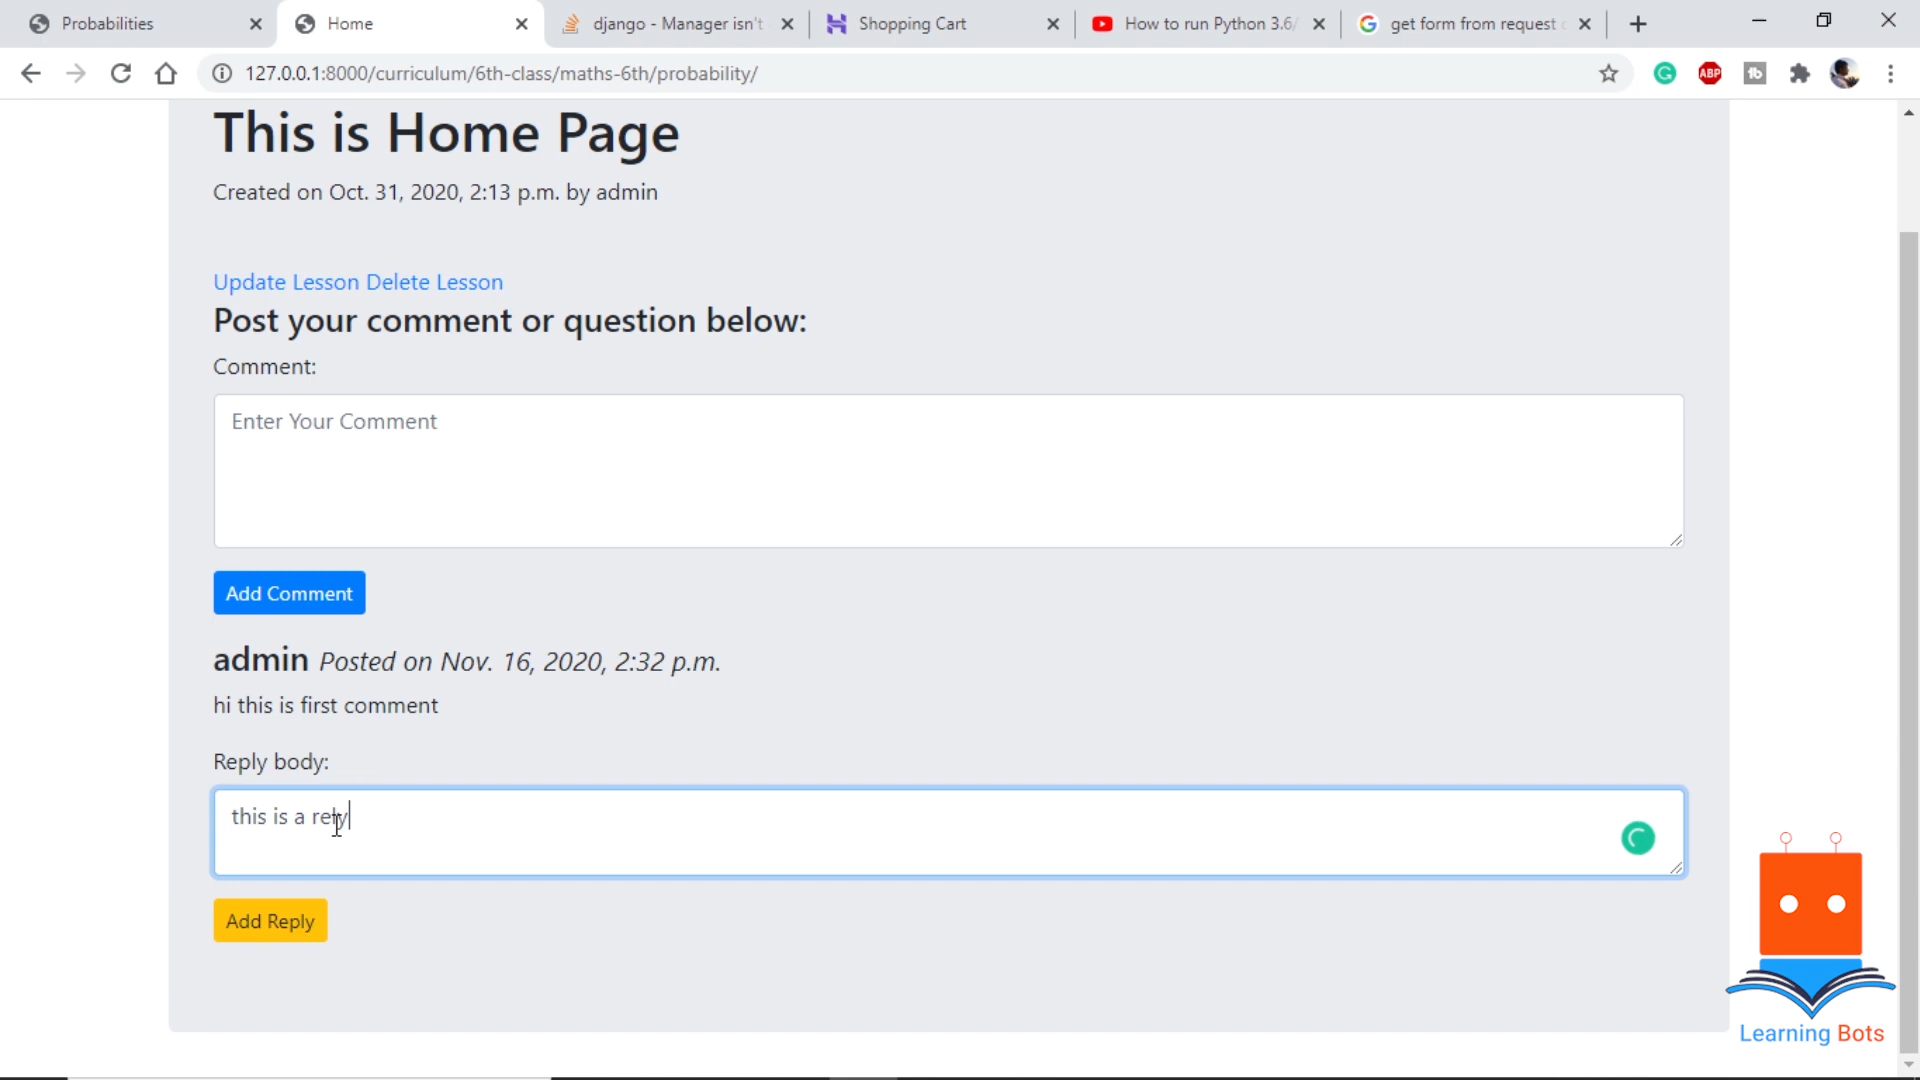 Probabilities
Home
django - Manager isn't
Shopping Cart
How to run Python 3.6/
get form from request
127.0.0.1:8000/curriculum/6th-class/maths-6th/probability/
ABP
This is Home Page
Created on Oct. 31, 2020, 2:13 p.m. by admin
Update Lesson Delete Lesson
Post your comment or question below:
Comment:
Enter Your Comment
Add Comment
admin Posted on Nov. 16, 2020, 2:32 p.m.
hi this is first comment
Reply body:
this is a rely
Add Reply
Learning Bots